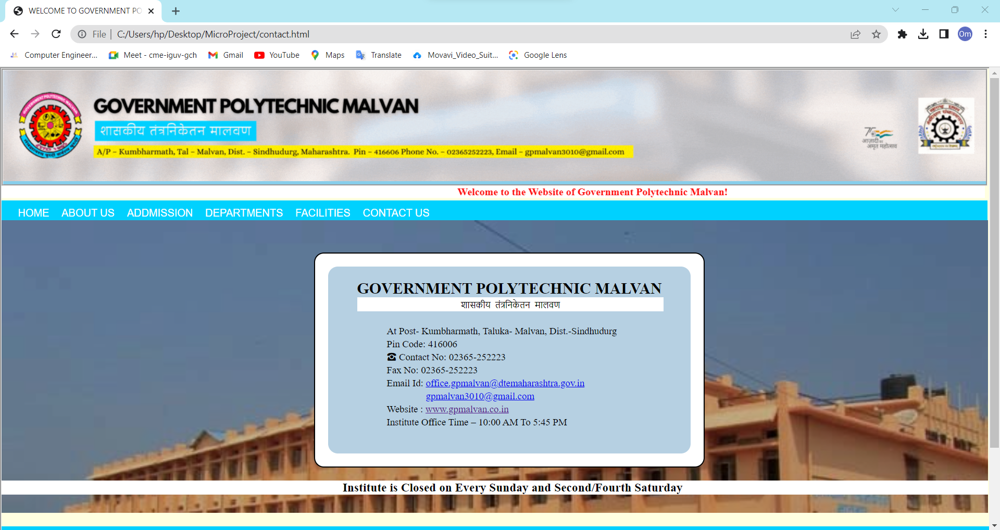 WELCOME TO GOVERNMENT PO
File | C:/Users/hp/Desktop/MicroProject/contact.html
Om
Computer Engineer...
Meet - cme-iguv-gch
Gmail
YouTube
Maps
Translate
Movavi_Video_Suit...
Google Lens
GOVERNMENT POLYTECHNIC MALVAN
शासकीय तंत्रनिकेतन मालवण
A/P - Kumbharmath, Tal - Malvan, Dist. - Sindhudurg, Maharashtra. Pin - 416606 Phone No. - 02365252223, Email - gpmalvan3010@gmail.com
आज़ादी का
अमृत महोत्सव
Welcome to the Website of Government Polytechnic Malvan!
HOME ABOUT US ADDMISSION DEPARTMENTS FACILITIES CONTACT US
GOVERNMENT POLYTECHNIC MALVAN
शासकीय तंत्रनिकेतन मालवण
At Post- Kumbharmath, Taluka- Malvan, Dist.-Sindhudurg
Pin Code: 416006
☎ Contact No: 02365-252223
Fax No: 02365-252223
Email Id: office.gpmalvan@dtemaharashtra.gov.in
gpmalvan3010@gmail.com
Website : www.gpmalvan.co.in
Institute Office Time – 10:00 AM To 5:45 PM
Institute is Closed on Every Sunday and Second/Fourth Saturday